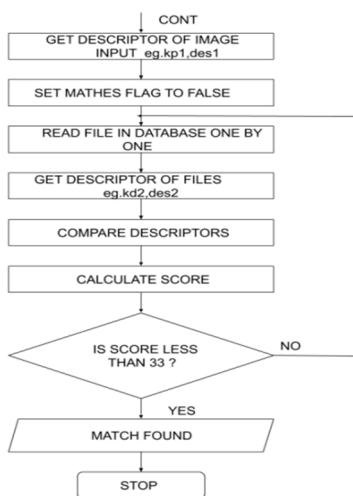 CONT
GET DESCRIPTOR OF IMAGE
INPUT eg.kp1,des1
SET MATHES FLAG TO FALSE
READ FILE IN DATABASE ONE BY
ONE
GET DESCRIPTOR OF FILES
eg.kd2,des2
COMPARE DESCRIPTORS
CALCULATE SCORE
IS SCORE LESS
THAN 33 ?
NO
YES
MATCH FOUND
STOP